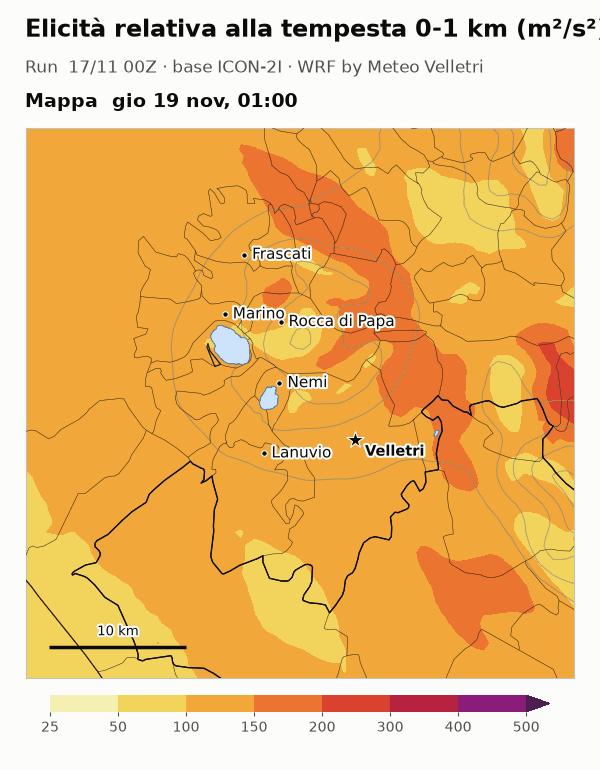 Elicità relativa alla tempesta 0-1 km (m²/s²)
Run  17/11 00Z · base ICON-2I · WRF by Meteo Velletri
Mappa  gio 19 nov, 01:00
Frascati
Marino
Rocca di Papa
Nemi
Velletri
Lanuvio
10 km
25 50 100 150 200 300 400 500